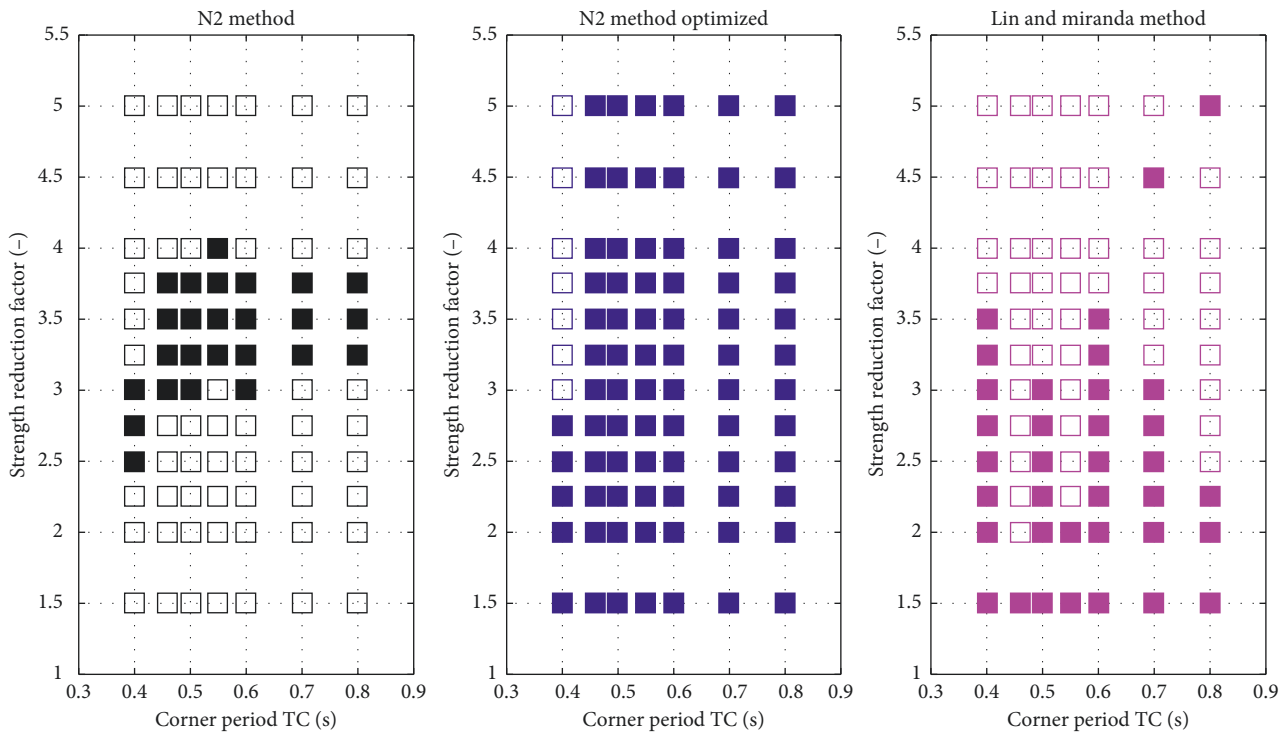 N2 method
5.5
5
4.5
4
3.5
3
2.5
2
1.5
1
Strength reduction factor (–)
0.3 0.4 0.5 0.6 0.7 0.8 0.9
Corner period TC (s)
N2 method optimized
5.5
5
4.5
4
3.5
3
2.5
2
1.5
1
Strength reduction factor (–)
0.3 0.4 0.5 0.6 0.7 0.8 0.9
Corner period TC (s)
Lin and miranda method
5.5
5
4.5
4
3.5
3
2.5
2
1.5
1
Strength reduction factor (–)
0.3 0.4 0.5 0.6 0.7 0.8 0.9
Corner period TC (s)